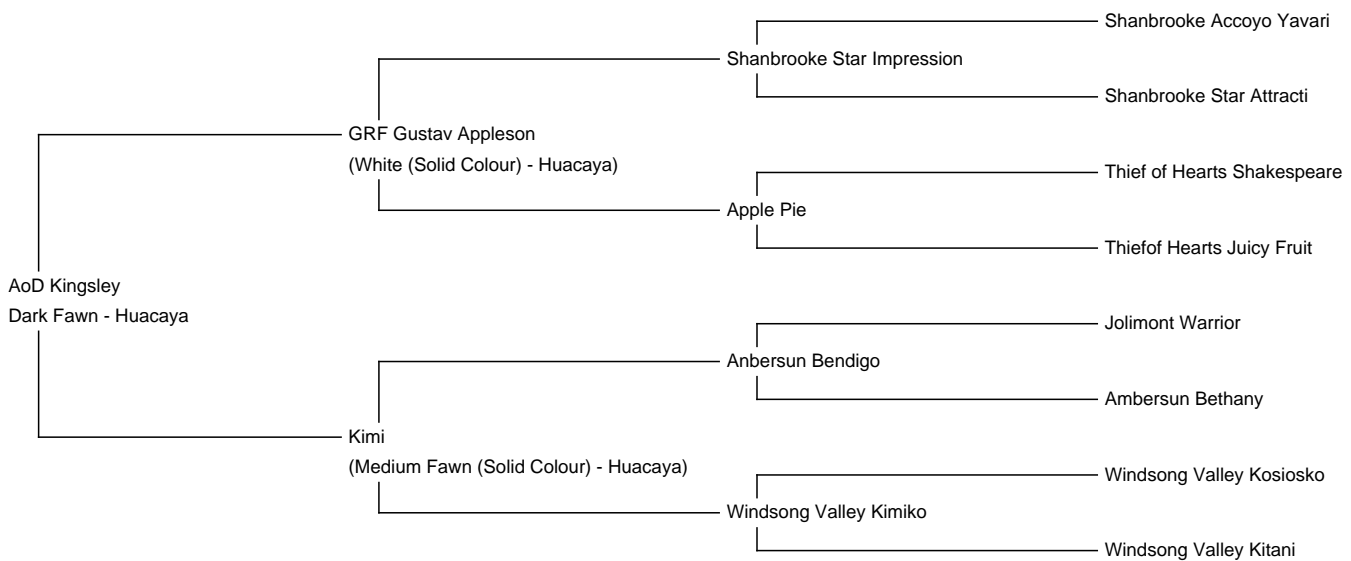 Shanbrooke Accoyo Yavari
Shanbrooke Star Impression
Shanbrooke Star Attracti
GRF Gustav Appleson
(White (Solid Colour) - Huacaya)
Thief of Hearts Shakespeare
Apple Pie
Thiefof Hearts Juicy Fruit
AoD Kingsley
Dark Fawn - Huacaya
Jolimont Warrior
Anbersun Bendigo
Ambersun Bethany
Kimi
(Medium Fawn (Solid Colour) - Huacaya)
Windsong Valley Kosiosko
Windsong Valley Kimiko
Windsong Valley Kitani